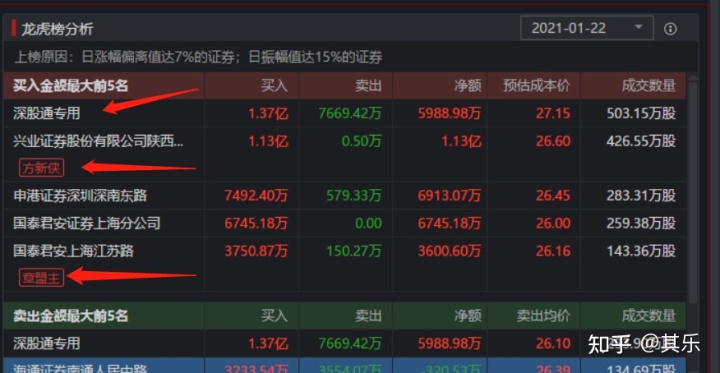 龙虎榜分析 2021-01-22
上榜原因：日涨幅偏离值达7%的证券；日振幅值达15%的证券
买入金额最大前5名 买入 卖出 净额 预估成本价 成交数量
深股通专用 1.37亿 7669.42万 5988.98万 27.15 503.15万股
兴业证券股份有限公司陕西... 1.13亿 0.50万 1.13亿 26.60 426.55万股
方新侠
申港证券深圳深南东路 7492.40万 579.33万 6913.07万 26.45 283.31万股
国泰君安证券上海分公司 6745.18万 0.00 6745.18万 26.00 259.38万股
国泰君安上海江苏路 3750.87万 150.27万 3600.60万 26.16 143.36万股
章盟主
卖出金额最大前5名 买入 卖出 净额 卖出均价 成交数量
深股通专用 1.37亿 7669.42万 5988.98万 26.10
知乎 @其乐
海通证券南通人民中路 3233.54万 3554.07万 -320.53万 26.39 134.69万股